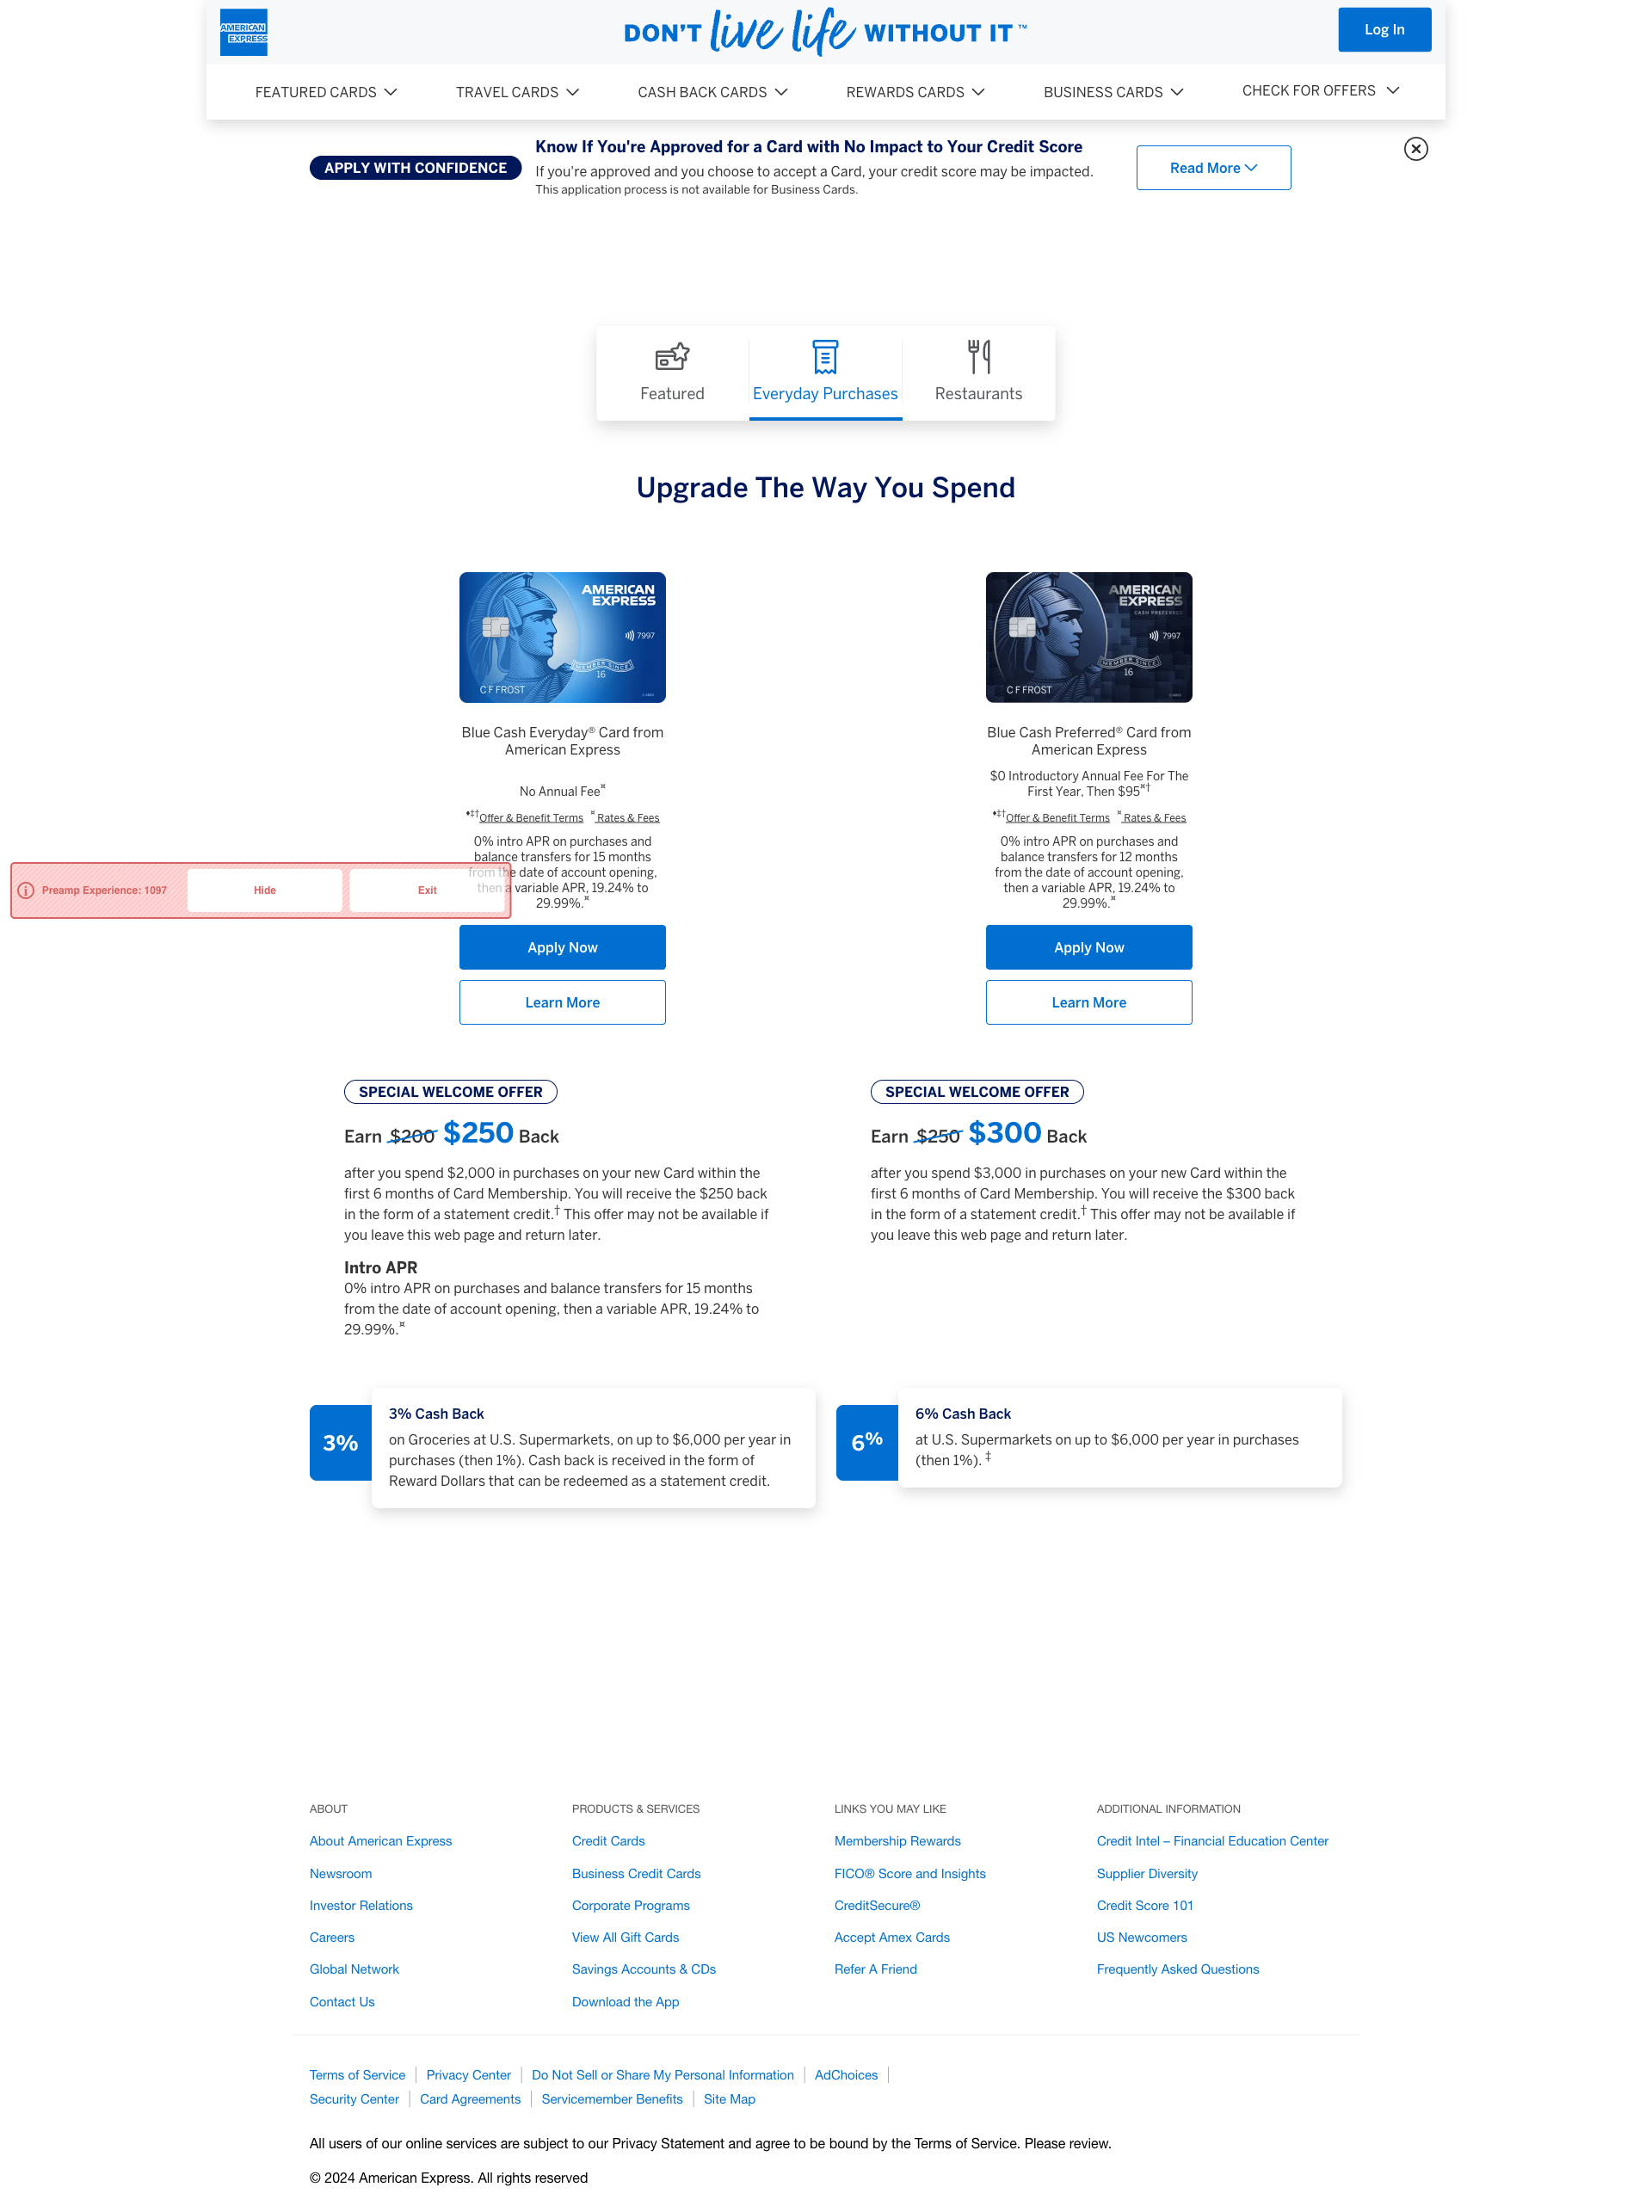 AMERICAN
EXPRESS
DON'T live life WITHOUT IT ™
Log In
FEATURED CARDS
TRAVEL CARDS
CASH BACK CARDS
REWARDS CARDS
BUSINESS CARDS
CHECK FOR OFFERS
APPLY WITH CONFIDENCE
Know If You're Approved for a Card with No Impact to Your Credit Score
If you're approved and you choose to accept a Card, your credit score may be impacted.
This application process is not available for Business Cards.
Read More
Featured
Everyday Purchases
Restaurants
Upgrade The Way You Spend
AMERICAN
EXPRESS
7997
MEMBER SINCE
16
C F FROST
Blue Cash Everyday® Card from
American Express
No Annual Fee¤
♦‡†Offer & Benefit Terms ¤ Rates & Fees
0% intro APR on purchases and
balance transfers for 15 months
from the date of account opening,
then a variable APR, 19.24% to
29.99%.¤
Apply Now
Learn More
AMERICAN
EXPRESS
CASH PREFERRED
7997
MEMBER SINCE
16
C F FROST
Blue Cash Preferred® Card from
American Express
$0 Introductory Annual Fee For The
First Year, Then $95¤†
♦‡†Offer & Benefit Terms ¤ Rates & Fees
0% intro APR on purchases and
balance transfers for 12 months
from the date of account opening,
then a variable APR, 19.24% to
29.99%.¤
Apply Now
Learn More
Preamp Experience: 1097
Hide
Exit
SPECIAL WELCOME OFFER
Earn $200 $250 Back
after you spend $2,000 in purchases on your new Card within the
first 6 months of Card Membership. You will receive the $250 back
in the form of a statement credit.† This offer may not be available if
you leave this web page and return later.
Intro APR
0% intro APR on purchases and balance transfers for 15 months
from the date of account opening, then a variable APR, 19.24% to
29.99%.¤
SPECIAL WELCOME OFFER
Earn $250 $300 Back
after you spend $3,000 in purchases on your new Card within the
first 6 months of Card Membership. You will receive the $300 back
in the form of a statement credit.† This offer may not be available if
you leave this web page and return later.
3%
3% Cash Back
on Groceries at U.S. Supermarkets, on up to $6,000 per year in
purchases (then 1%). Cash back is received in the form of
Reward Dollars that can be redeemed as a statement credit.
6%
6% Cash Back
at U.S. Supermarkets on up to $6,000 per year in purchases
(then 1%). ‡
ABOUT
About American Express
Newsroom
Investor Relations
Careers
Global Network
Contact Us
PRODUCTS & SERVICES
Credit Cards
Business Credit Cards
Corporate Programs
View All Gift Cards
Savings Accounts & CDs
Download the App
LINKS YOU MAY LIKE
Membership Rewards
FICO® Score and Insights
CreditSecure®
Accept Amex Cards
Refer A Friend
ADDITIONAL INFORMATION
Credit Intel – Financial Education Center
Supplier Diversity
Credit Score 101
US Newcomers
Frequently Asked Questions
Terms of Service
Privacy Center
Do Not Sell or Share My Personal Information
AdChoices
Security Center
Card Agreements
Servicemember Benefits
Site Map
All users of our online services are subject to our Privacy Statement and agree to be bound by the Terms of Service. Please review.
© 2024 American Express. All rights reserved